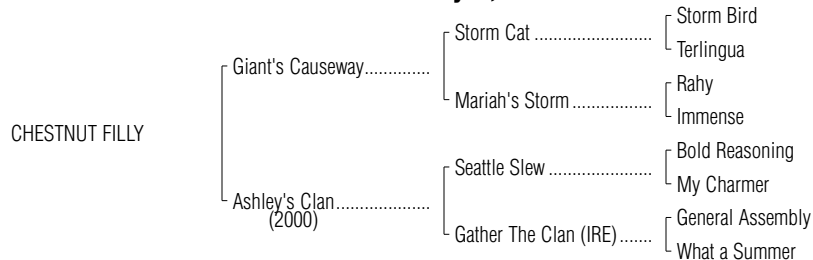 Storm Bird
Storm Cat ........................
Terlingua
Giant's Causeway..............
Rahy
Mariah's Storm .................
Immense
CHESTNUT FILLY
Bold Reasoning
Seattle Slew .....................
My Charmer
Ashley's Clan....................
(2000)
General Assembly
Gather The Clan (IRE).......
What a Summer